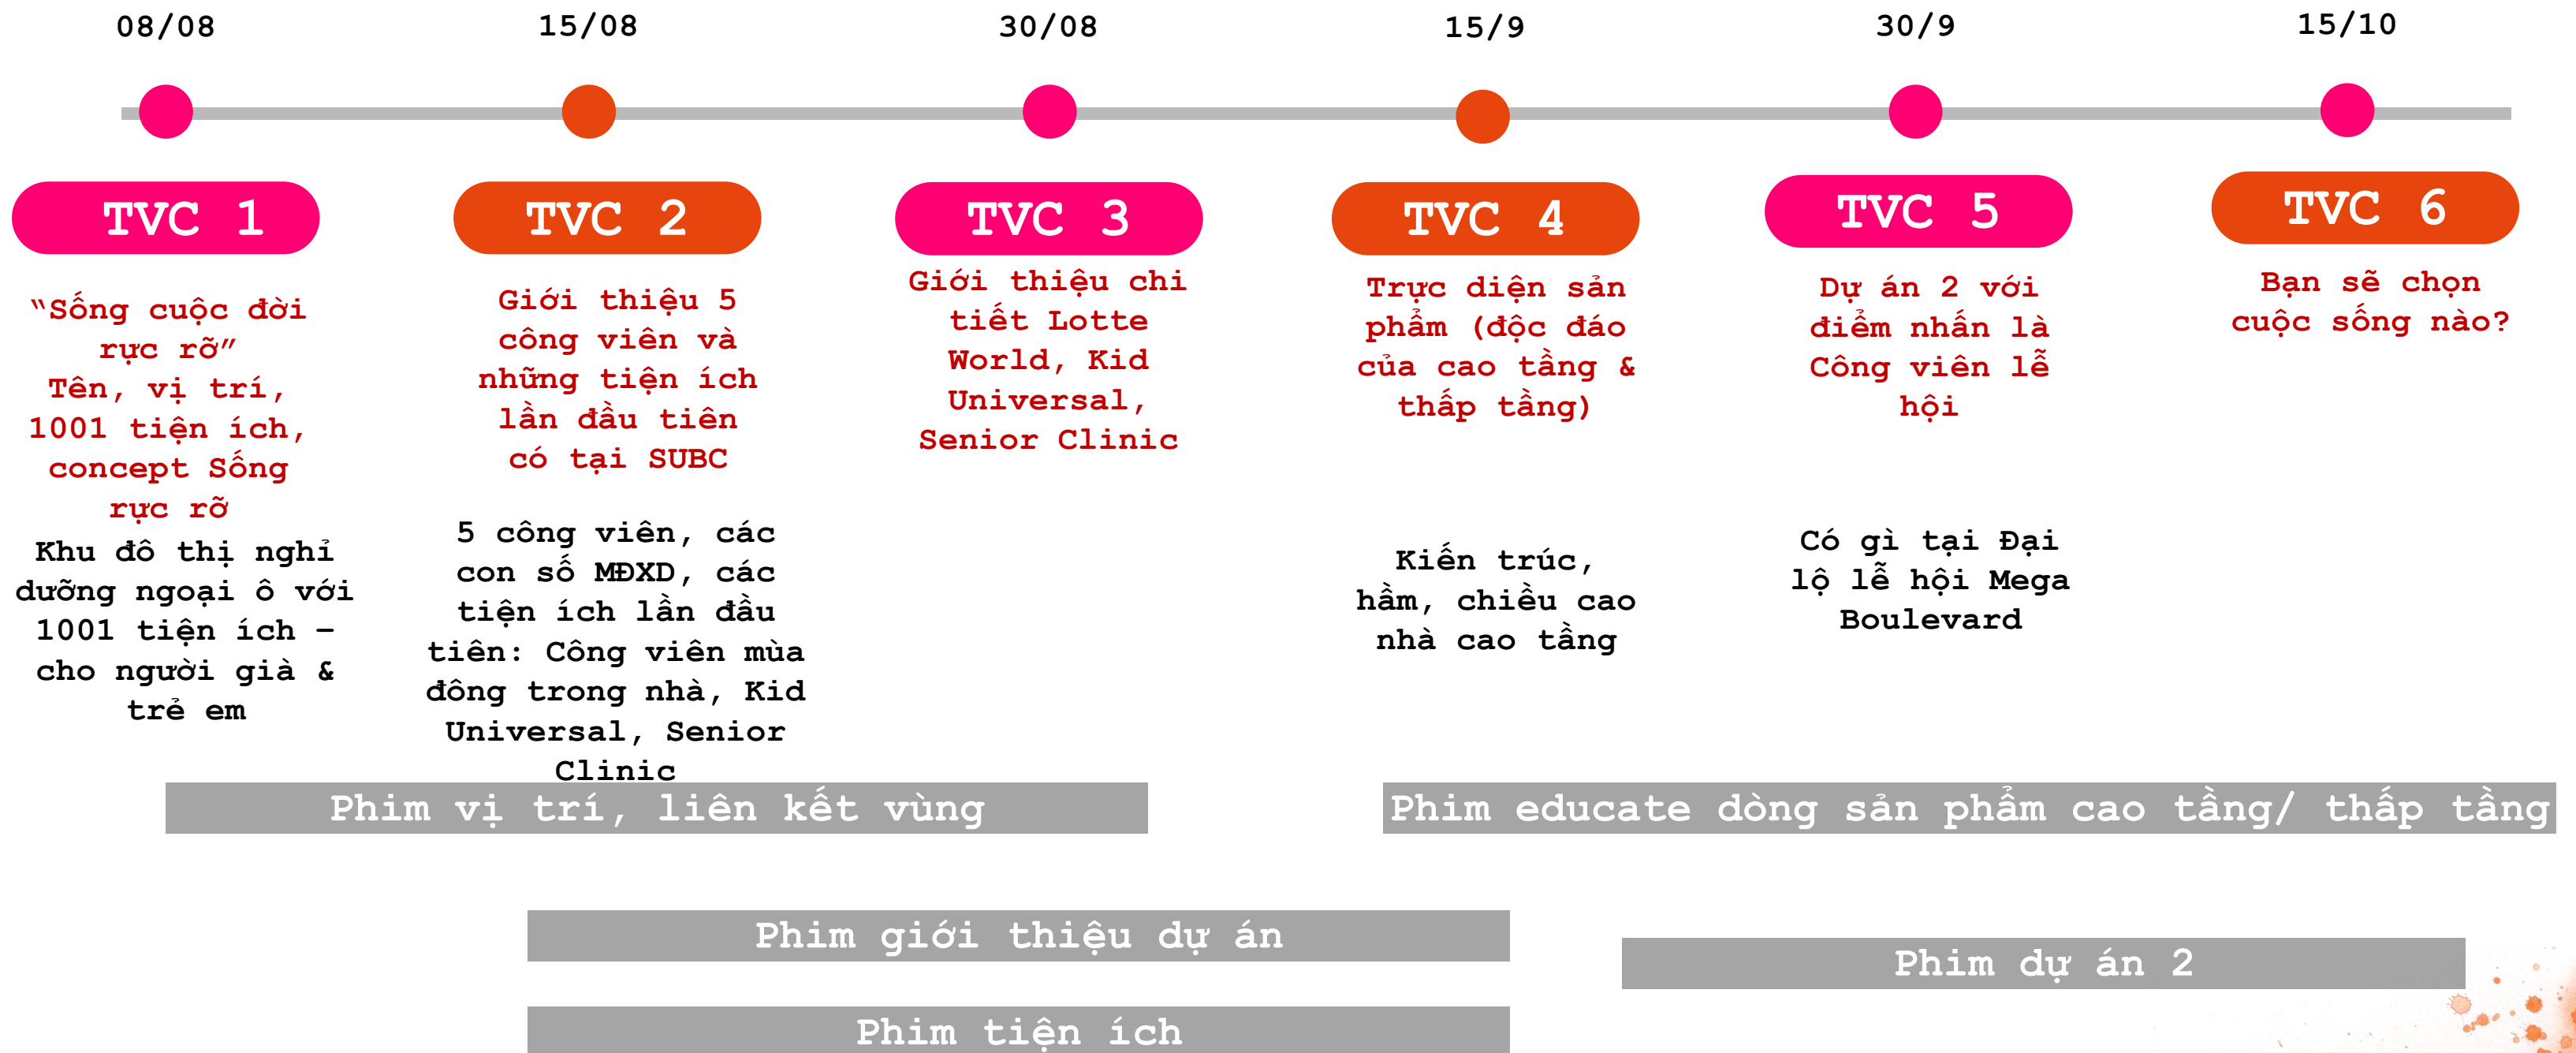 08/08
15/08
30/08
15/9
30/9
15/10
TVC 1
TVC 2
TVC 3
TVC 4
TVC 5
TVC 6
“Sống cuộc đời
rực rỡ”
Tên, vị trí,
1001 tiện ích,
concept Sống
rực rỡ
Khu đô thị nghỉ
dưỡng ngoại ô với
1001 tiện ích –
cho người già &
trẻ em
Giới thiệu 5
công viên và
những tiện ích
lần đầu tiên
có tại SUBC
5 công viên, các
con số MĐXD, các
tiện ích lần đầu
tiên: Công viên mùa
đông trong nhà, Kid
Universal, Senior
Clinic
Giới thiệu chi
tiết Lotte
World, Kid
Universal,
Senior Clinic
Trực diện sản
phẩm (độc đáo
của cao tầng &
thấp tầng)
Kiến trúc,
hầm, chiều cao
nhà cao tầng
Dự án 2 với
điểm nhấn là
Công viên lễ
hội
Có gì tại Đại
lộ lễ hội Mega
Boulevard
Bạn sẽ chọn
cuộc sống nào?
Phim vị trí, liên kết vùng
Phim educate dòng sản phẩm cao tầng/ thấp tầng
Phim giới thiệu dự án
Phim dự án 2
Phim tiện ích